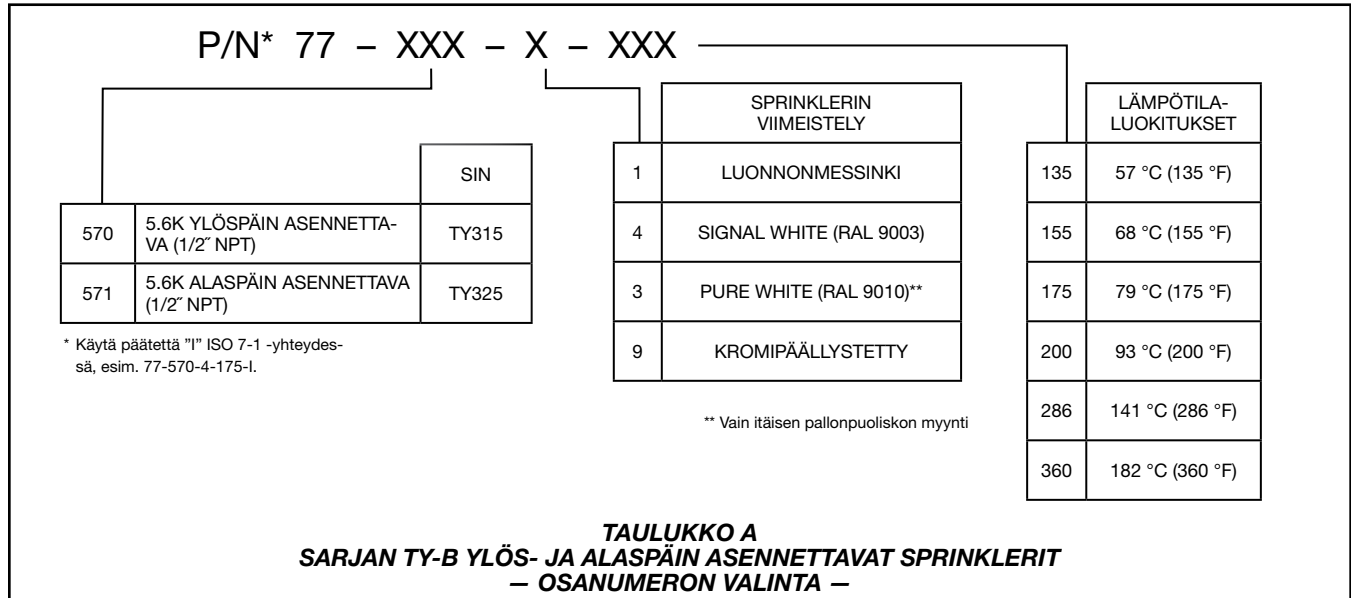 P/N* 77 – XXX – X – XXX
SIN
570 5.6K YLÖSPÄIN ASENNETTA-
VA (1/2˝ NPT) TY315
571 5.6K ALASPÄIN ASENNETTAVA
(1/2˝ NPT) TY325
* Käytä päätettä ”I” ISO 7-1 -yhteydes-
sä, esim. 77-570-4-175-I.
SPRINKLERIN
VIIMEISTELY
1 LUONNONMESSINKI
4 SIGNAL WHITE (RAL 9003)
3 PURE WHITE (RAL 9010)**
9 KROMIPÄÄLLYSTETTY
** Vain itäisen pallonpuoliskon myynti
LÄMPÖTILA-
LUOKITUKSET
135 57 °C (135 °F)
155 68 °C (155 °F)
175 79 °C (175 °F)
200 93 °C (200 °F)
286 141 °C (286 °F)
360 182 °C (360 °F)
TAULUKKO A
SARJAN TY-B YLÖS- JA ALASPÄIN ASENNETTAVAT SPRINKLERIT
— OSANUMERON VALINTA —